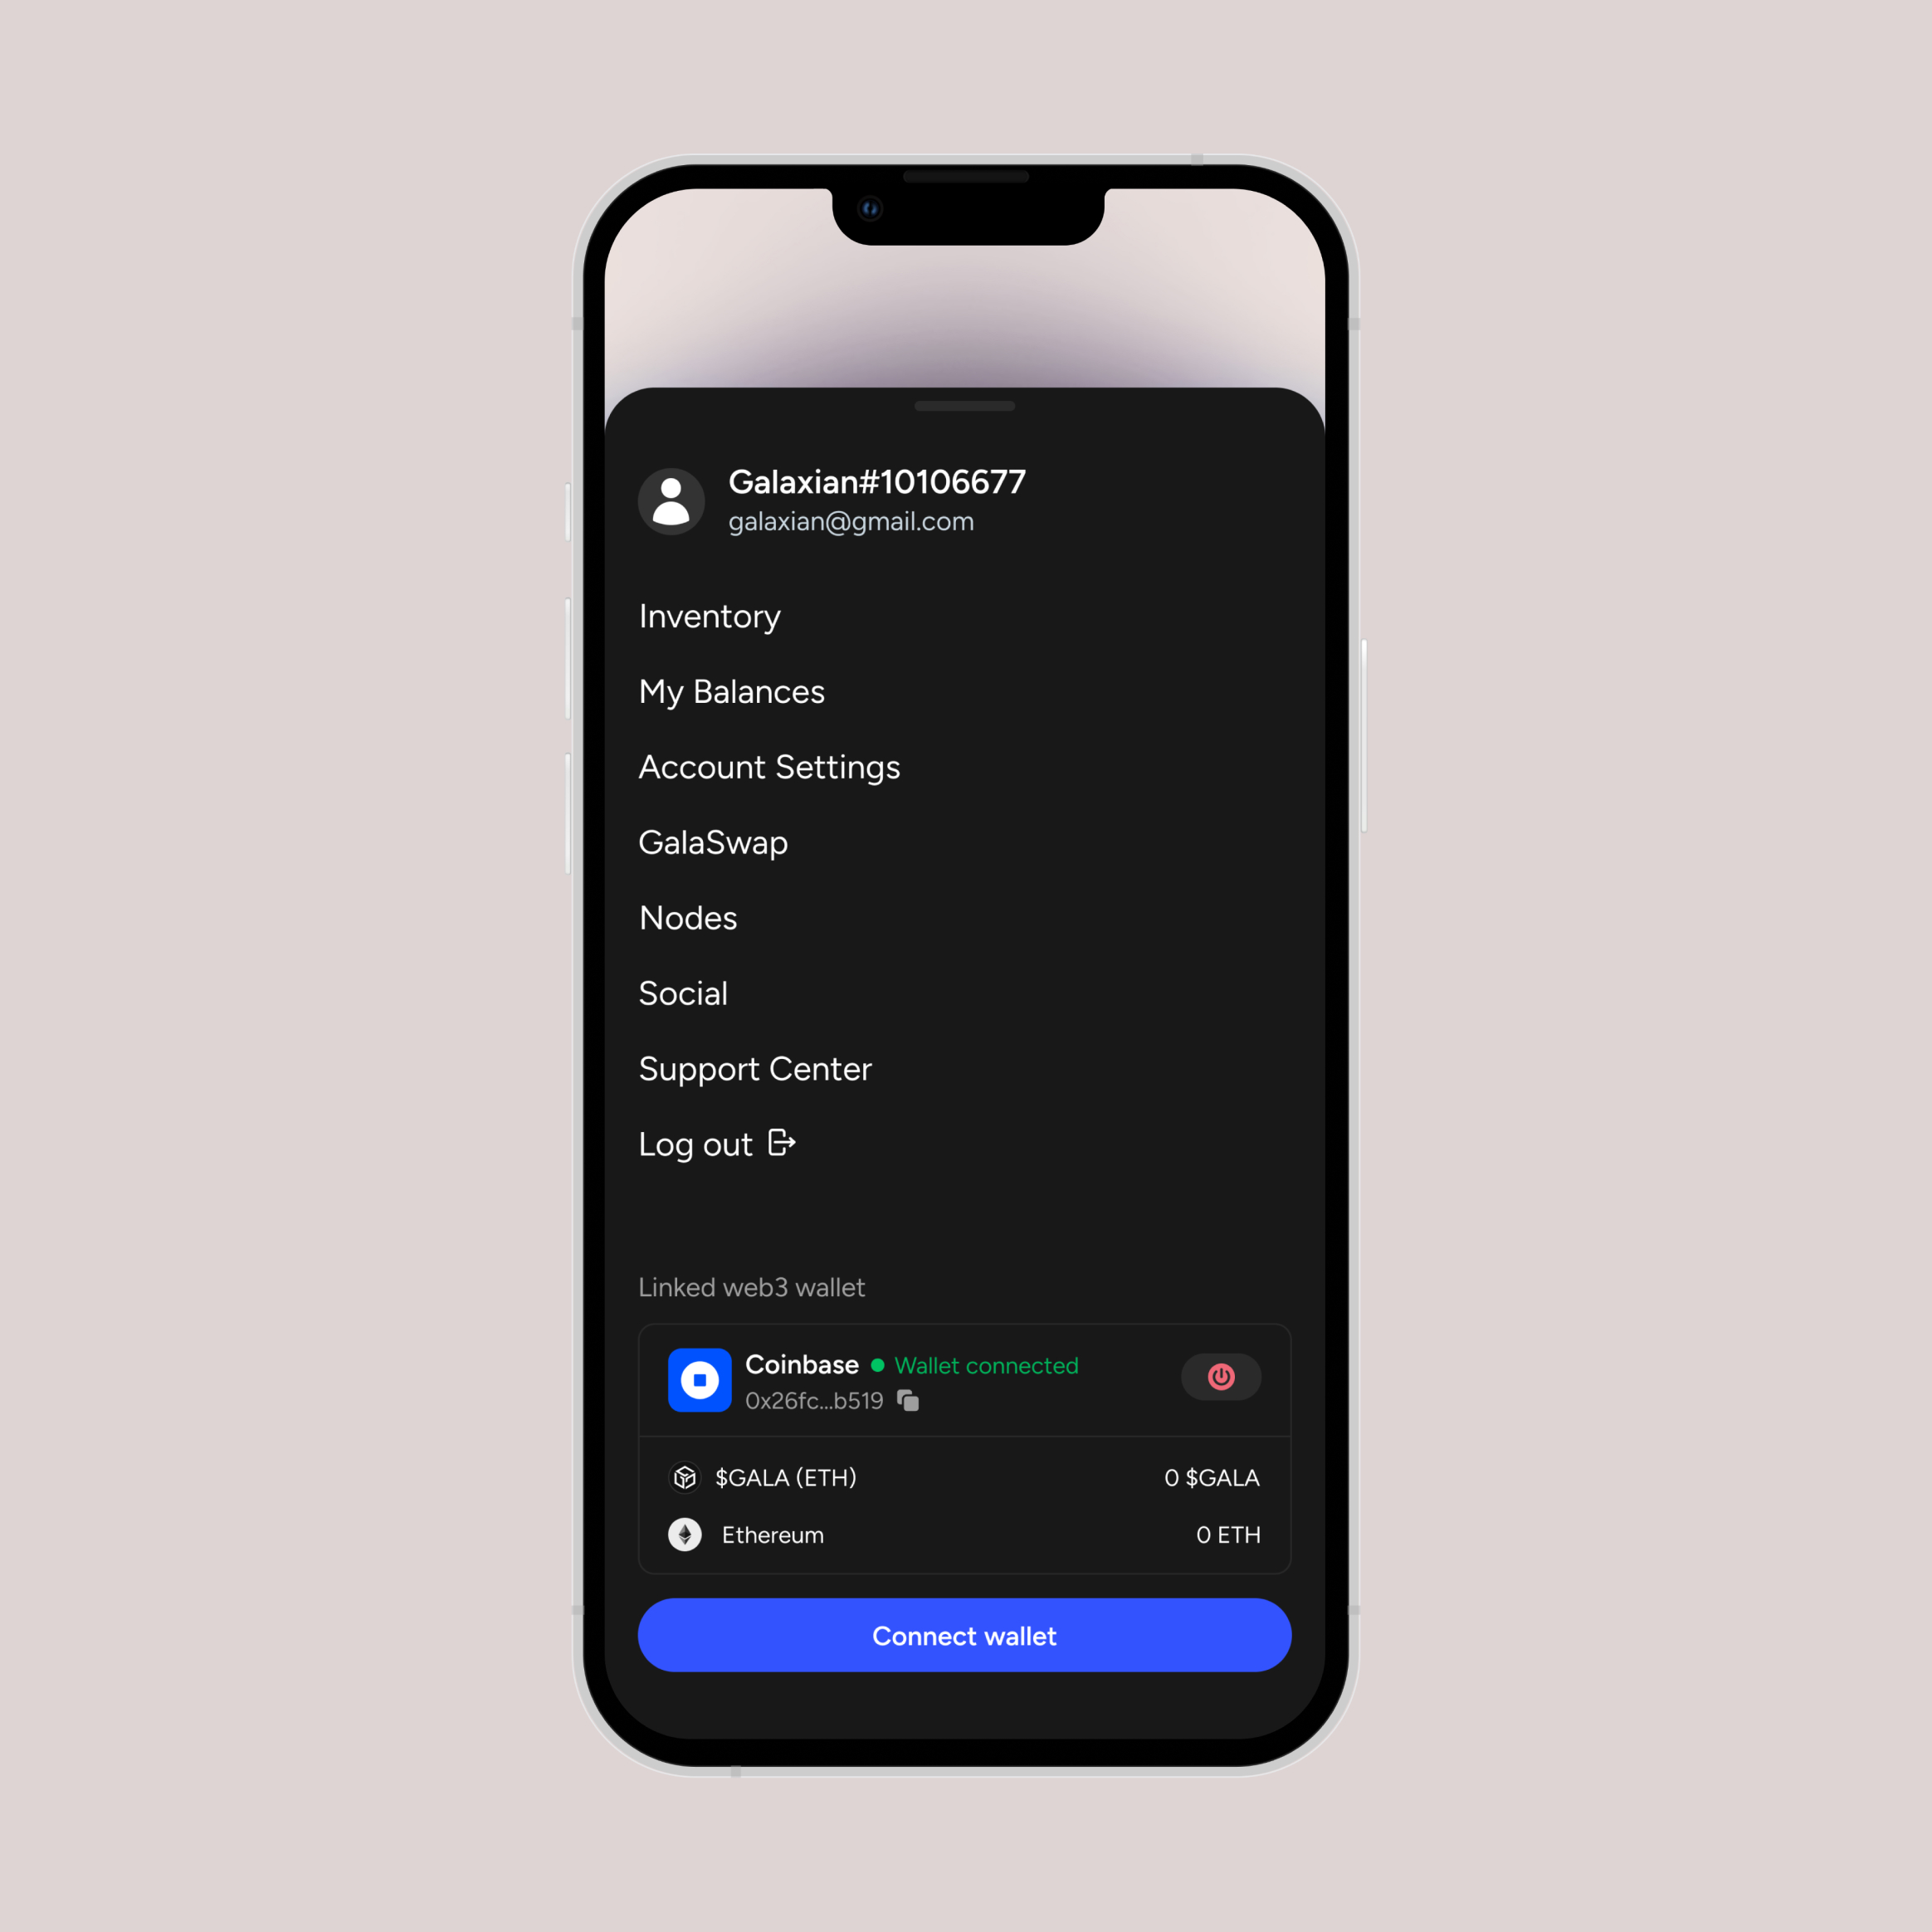 Galaxian#10106677
galaxian@gmail.com
Inventory
My Balances
Account Settings
GalaSwap
Nodes
Social
Support Center
Log out
Linked web3 wallet
Coinbase Wallet connected
0x26fc...b519
$GALA (ETH) 0 $GALA
Ethereum 0 ETH
Connect wallet